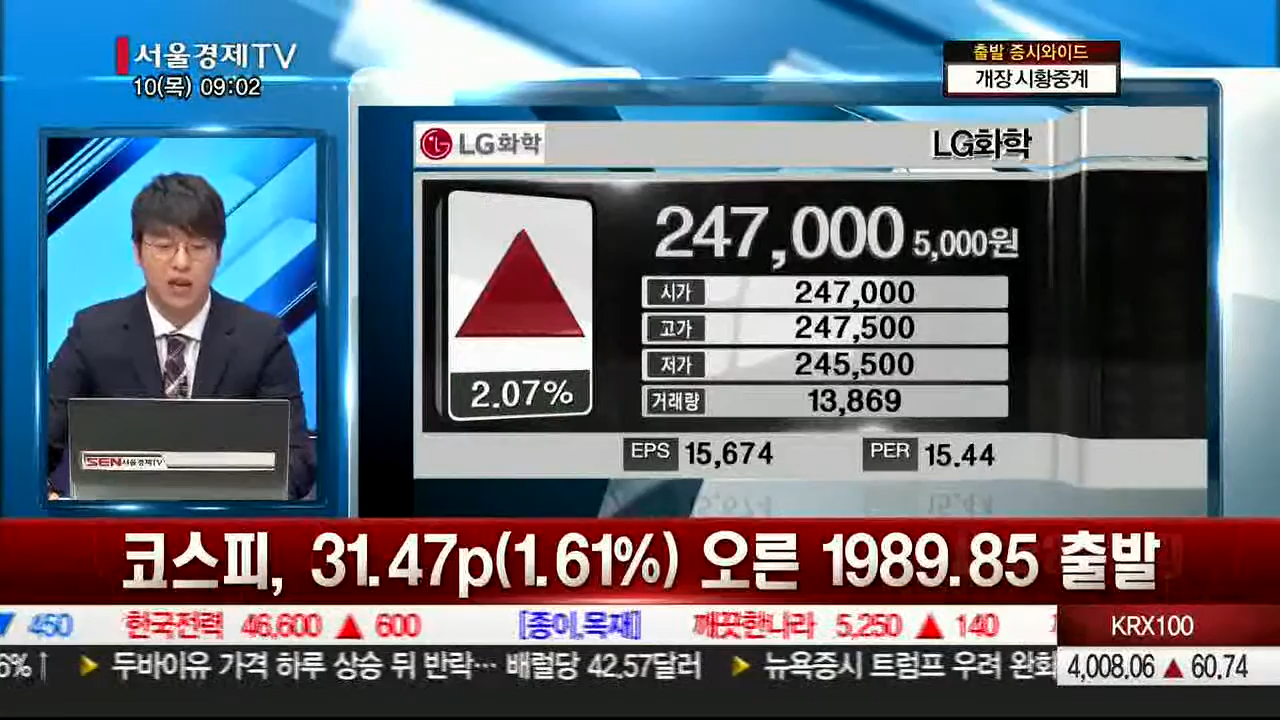 서울경제TV
10(목) 09:02
출발 증시와이드
개장 시황중계
LG화학
LG화학
247,000 5,000원
2.07%
시가 247,000
고가 247,500
저가 245,500
거래량 13,869
EPS 15,674 PER 15.44
SEN서울경제TV
코스피, 31.47p(1.61%) 오른 1989.85 출발
▼ 450 한국전력 46,600 ▲ 600 [종이,목재] 깨끗한나라 5,250 ▲ 140
KRX100
6%↑ ▶ 두바이유 가격 하루 상승 뒤 반락… 배럴당 42.57달러 ▶ 뉴욕증시 트럼프 우려 완화
4,008.06 ▲ 60.74